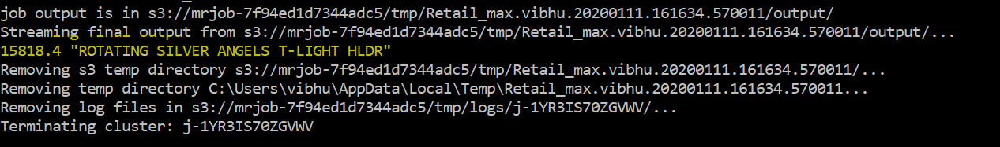 job output is in s3://mrjob-7f94ed1d7344adc5/tmp/Retail_max.vibhu.20200111.161634.570011/output/
Streaming final output from s3://mrjob-7f94ed1d7344adc5/tmp/Retail_max.vibhu.20200111.161634.570011/output/...
15818.4 "ROTATING SILVER ANGELS T-LIGHT HLDR"
Removing s3 temp directory s3://mrjob-7f94ed1d7344adc5/tmp/Retail_max.vibhu.20200111.161634.570011/...
Removing temp directory C:\Users\vibhu\AppData\Local\Temp\Retail_max.vibhu.20200111.161634.570011...
Removing log files in s3://mrjob-7f94ed1d7344adc5/tmp/logs/j-1YR3IS70ZGVWV/...
Terminating cluster: j-1YR3IS70ZGVWV